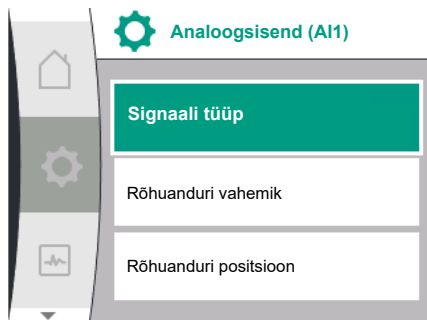 Analoogsisend (AI1)
Signaali tüüp
Rõhuanduri vahemik
Rõhuanduri positsioon